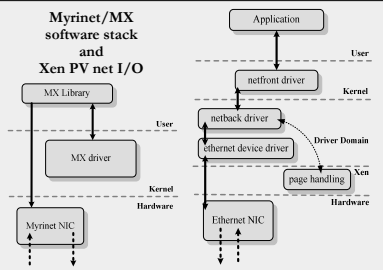 Myrinet/MX
software stack
and
Xen PV net I/O
MX Library
User
MX driver
Kernel
Hardware
Myrinet NIC
Application
User
netfront driver
Kernel
netback driver
Driver Domain
ethernet device driver
Xen
page handling
Hardware
Ethernet NIC